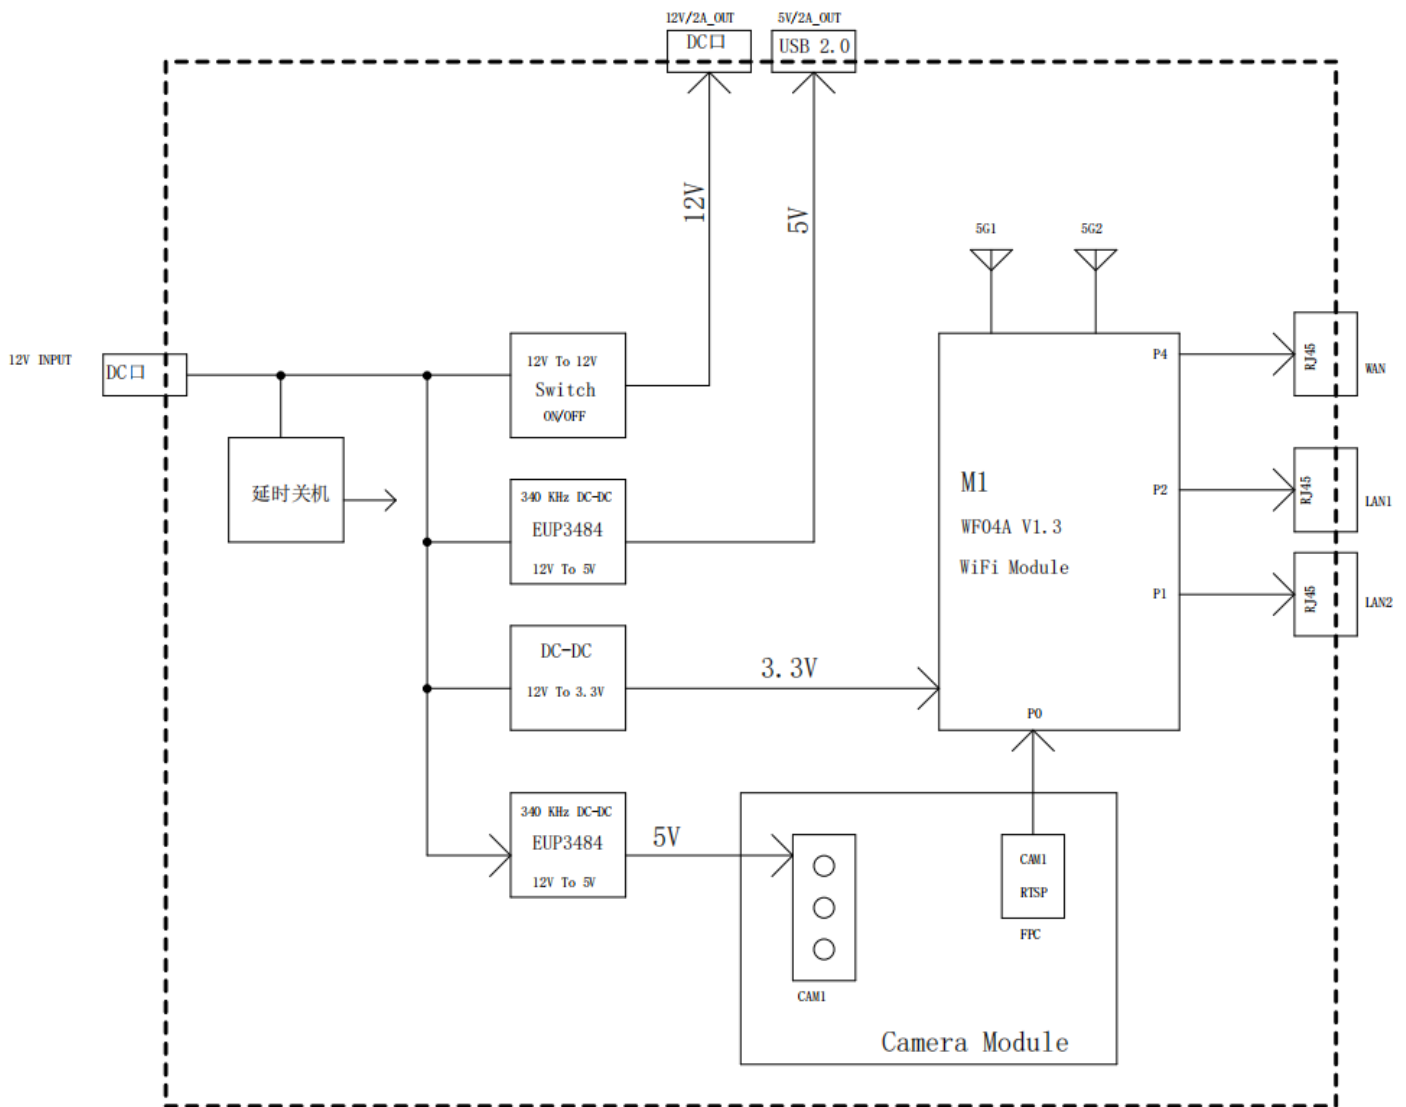 12V/2A_OUT
5V/2A_OUT
DC口
USB 2.0
12V
5V
5G1
5G2
12V INPUT
DC口
12V To 12V
Switch
ON/OFF
P4
RJ45
WAN
延时关机
340 KHz DC-DC
EUP3484
12V To 5V
M1
WF04A V1.3
WiFi Module
P2
RJ45
LAN1
P1
RJ45
LAN2
DC-DC
12V To 3.3V
3.3V
P0
340 KHz DC-DC
EUP3484
12V To 5V
5V
CAM1
RTSP
FPC
CAM1
Camera Module